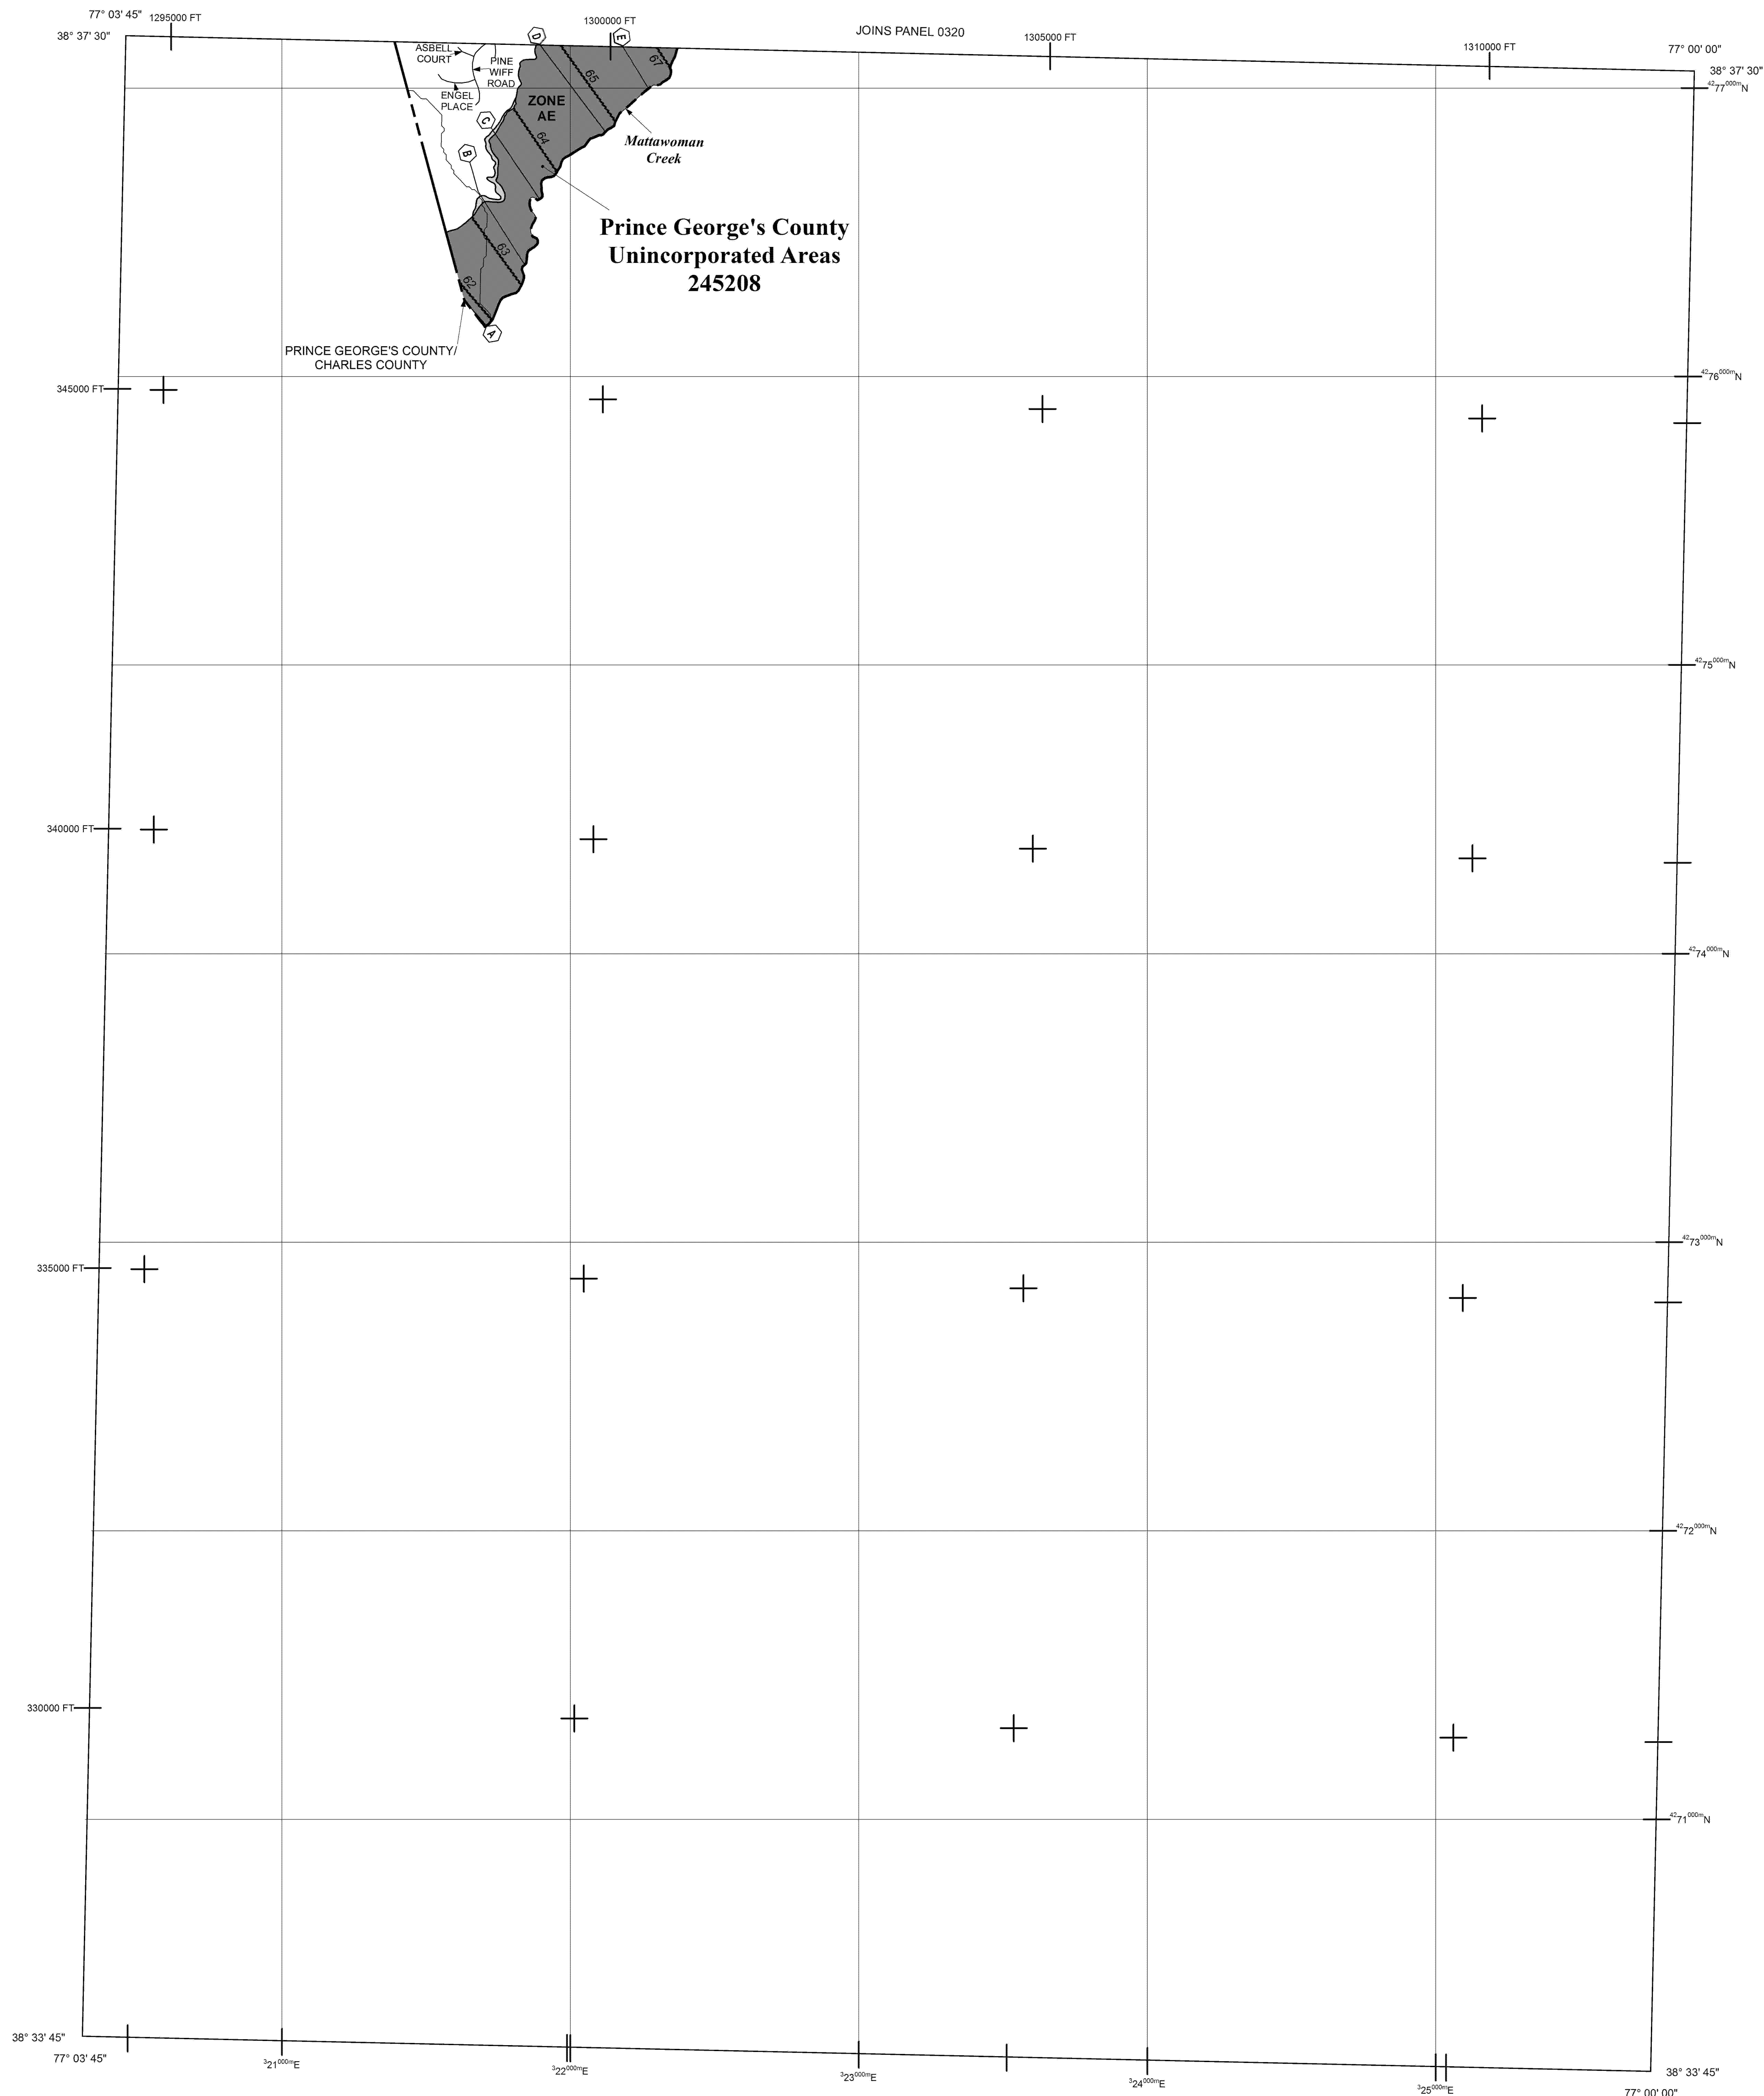 77° 03' 45"
1295000 FT
1300000 FT
JOINS PANEL 0320
1305000 FT
1310000 FT
77° 00' 00"
38° 37' 30"
38° 37' 30"
4277000mN
ASBELL
COURT
PINE
WIFF
ROAD
ENGEL
PLACE
D
E
C
B
A
67
65
64
63
62
ZONE
AE
Mattawoman
Creek
Prince George's County
Unincorporated Areas
245208
PRINCE GEORGE'S COUNTY/
CHARLES COUNTY
4276000mN
345000 FT
4275000mN
340000 FT
4274000mN
4273000mN
335000 FT
4272000mN
330000 FT
4271000mN
38° 33' 45"
77° 03' 45"
321000mE
322000mE
323000mE
324000mE
325000mE
38° 33' 45"
77° 00' 00"